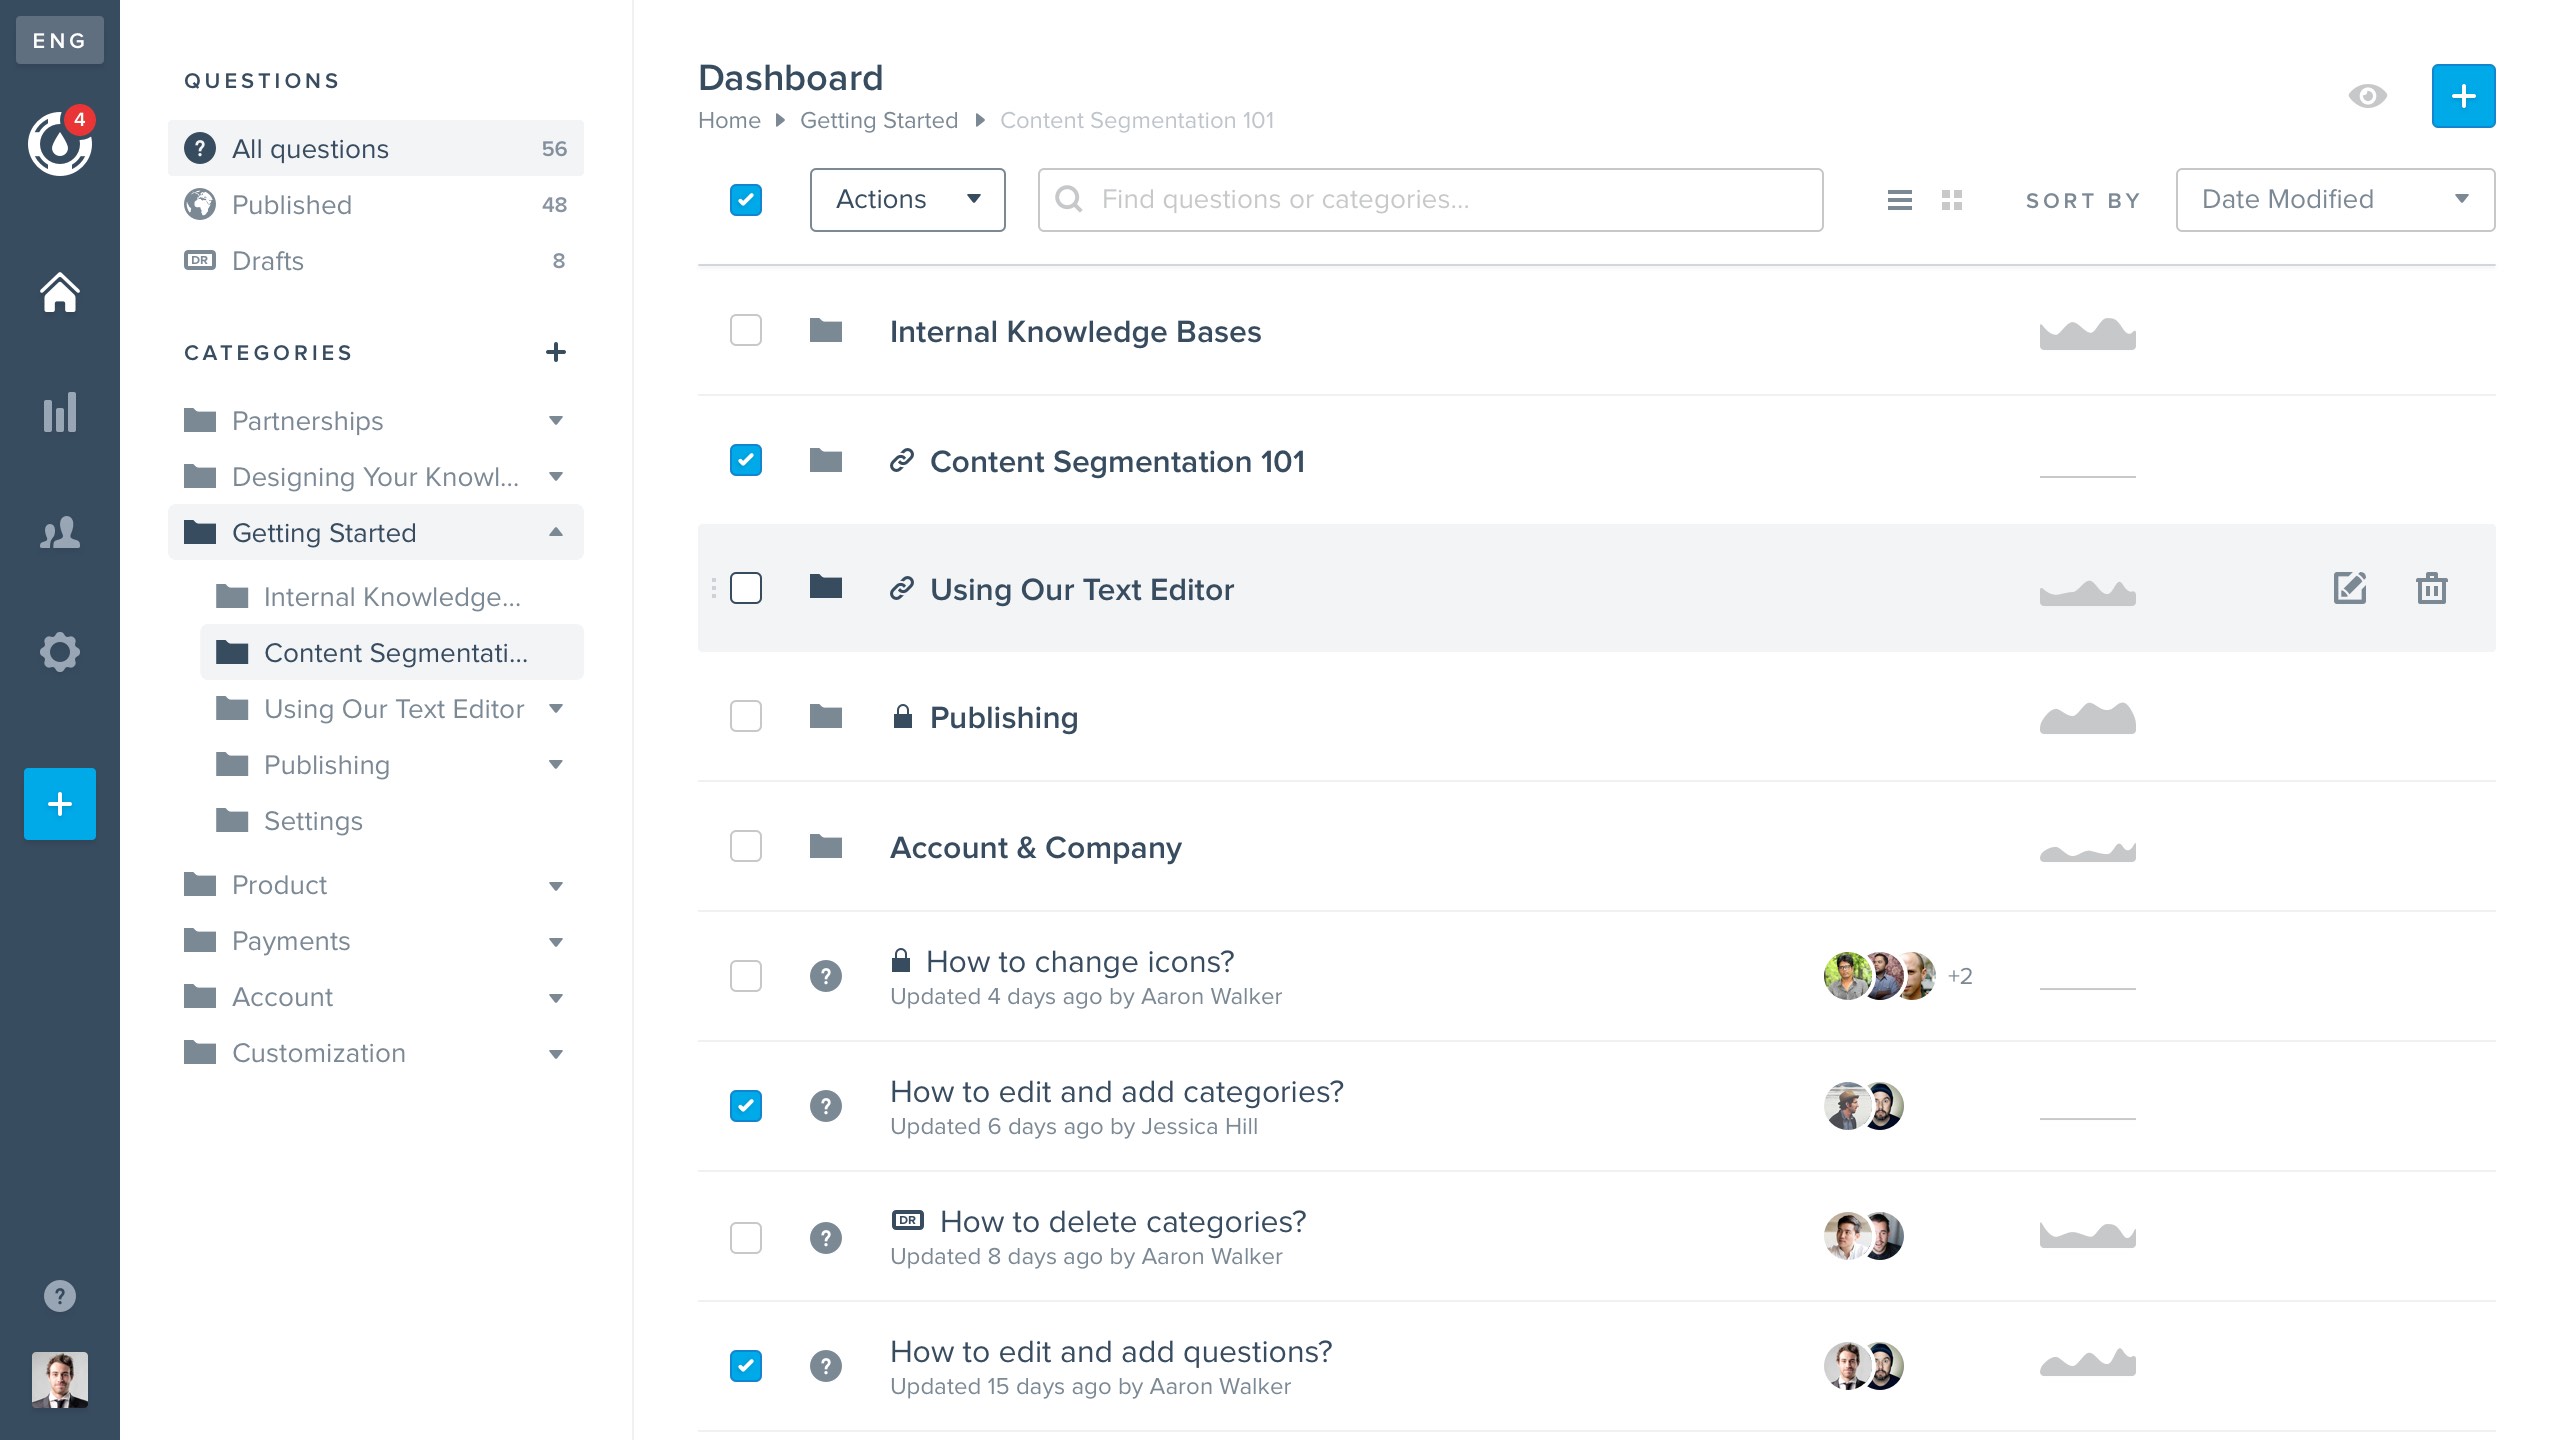 ENG
4
QUESTIONS
All questions 56
Published 48
DR Drafts 8
CATEGORIES
Partnerships
Designing Your Knowl...
Getting Started
Internal Knowledge...
Content Segmentati...
Using Our Text Editor
Publishing
Settings
Product
Payments
Account
Customization
Dashboard
Home Getting Started Content Segmentation 101
Actions Find questions or categories... SORT BY Date Modified
Internal Knowledge Bases
Content Segmentation 101
Using Our Text Editor
Publishing
Account & Company
How to change icons?
Updated 4 days ago by Aaron Walker
+2
How to edit and add categories?
Updated 6 days ago by Jessica Hill
DR How to delete categories?
Updated 8 days ago by Aaron Walker
How to edit and add questions?
Updated 15 days ago by Aaron Walker